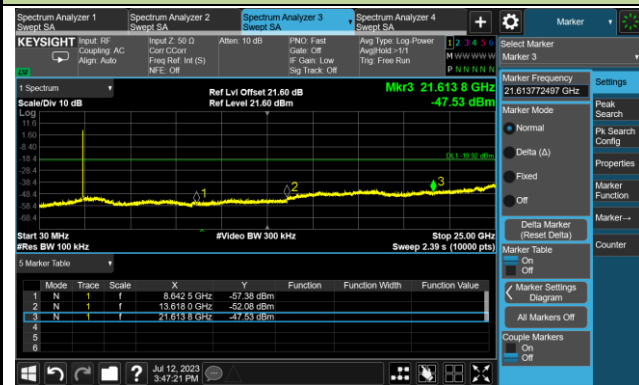 Spectrum Analyzer 1
Swept SA
Spectrum Analyzer 2
Swept SA
Spectrum Analyzer 3
Swept SA
Spectrum Analyzer 4
Swept SA
+
Marker
KEYSIGHT
Input: RF
Coupling: AC
Align: Auto
Input Z: 50 Ω
Corr CCorr
Freq Ref: Int (S)
NFE: Off
Atten: 10 dB
PNO: Fast
Gate: Off
IF Gain: Low
Sig Track: Off
Avg Type: Log-Power
Avg|Hold >1/1
Trig: Free Run
1 2 3 4 5 6
M W W W W W
P N N N N N
LXI
Select Marker
Marker 3
1 Spectrum
Scale/Div 10 dB
Ref Lvl Offset 21.60 dB
Ref Level 21.60 dBm
Mkr3 21.613 8 GHz
-47.53 dBm
Log
11.6
1.60
-8.40
-18.4
-28.4
-38.4
-48.4
-58.4
-68.4
DL1 -19.92 dBm
1
2
3
Start 30 MHz
#Res BW 100 kHz
#Video BW 300 kHz
Stop 25.00 GHz
Sweep 2.39 s (10000 pts)
5 Marker Table
Mode Trace Scale X Y Function Function Width Function Value
1 N 1 f 8.642 5 GHz -57.38 dBm
2 N 1 f 13.618 0 GHz -52.08 dBm
3 N 1 f 21.613 8 GHz -47.53 dBm
4
5
6
Marker Frequency
21.613772497 GHz
Marker Mode
Normal
Delta (Δ)
Fixed
Off
Delta Marker
(Reset Delta)
Marker Table
On
Off
Marker Settings
Diagram
All Markers Off
Couple Markers
On
Off
Settings
Peak
Search
Pk Search
Config
Properties
Marker
Function
Marker→
Counter
?
Jul 12, 2023
3:47:21 PM